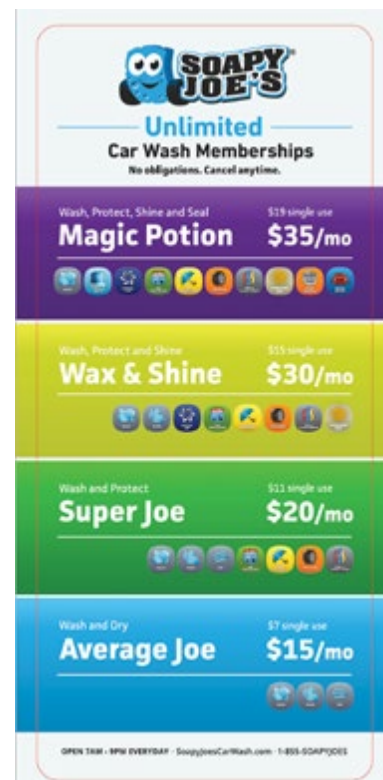 SOAPY
JOE'S
Unlimited
Car Wash Memberships
No obligations. Cancel anytime.
Wash, Protect, Shine and Seal
$19 single use
Magic Potion
$35/mo
Wash, Protect and Shine
$15 single use
Wax & Shine
$30/mo
Wash and Protect
$11 single use
Super Joe
$20/mo
Wash and Dry
$7 single use
Average Joe
$15/mo
OPEN 7AM - 9PM EVERYDAY · SoapyJoesCarWash.com · 1-855-SOAPYJOES